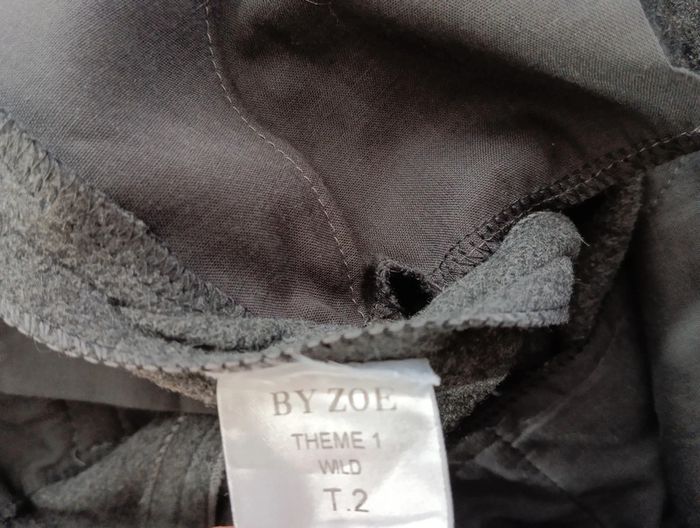 BY ZOE
THEME 1
WILD
T.2